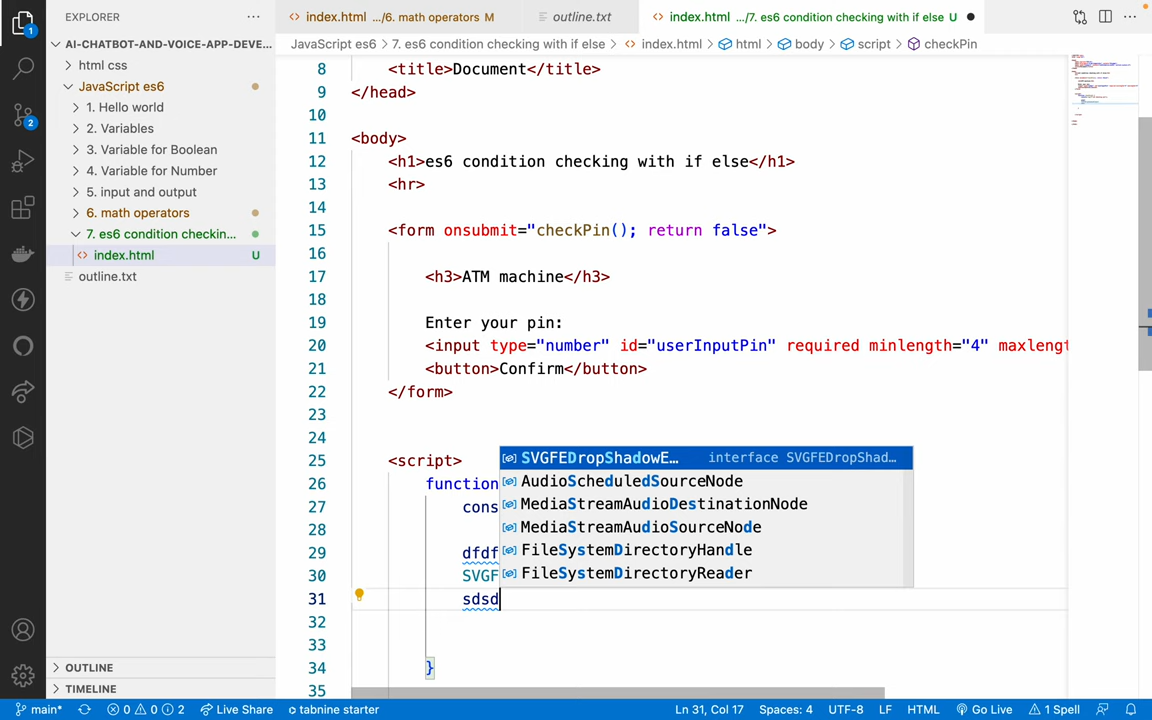 EXPLORER
index.html .../6. math operators M
outline.txt
index.html .../7. es6 condition checking with if else U
AI-CHATBOT-AND-VOICE-APP-DEVE...
JavaScript es6 > 7. es6 condition checking with if else > index.html > html > body > script > checkPin
html css
JavaScript es6
1. Hello world
2. Variables
3. Variable for Boolean
4. Variable for Number
5. input and output
6. math operators
7. es6 condition checkin...
index.html U
outline.txt
8 <title>Document</title>
9 </head>
10
11 <body>
12 <h1>es6 condition checking with if else</h1>
13 <hr>
14
15 <form onsubmit="checkPin(); return false">
16
17 <h3>ATM machine</h3>
18
19 Enter your pin:
20 <input type="number" id="userInputPin" required minlength="4" maxlengt
21 <button>Confirm</button>
22 </form>
23
24
25 <script>
26 function
27 cons
28
29 dfdf
30 SVGF
31 sdsd
32
33
34 }
35
SVGFEDropShadowE... interface SVGFEDropShad...
AudioScheduledSourceNode
MediaStreamAudioDestinationNode
MediaStreamAudioSourceNode
FileSystemDirectoryHandle
FileSystemDirectoryReader
OUTLINE
TIMELINE
1
2
main* 0 0 2 Live Share tabnine starter Ln 31, Col 17 Spaces: 4 UTF-8 LF HTML Go Live 1 Spell